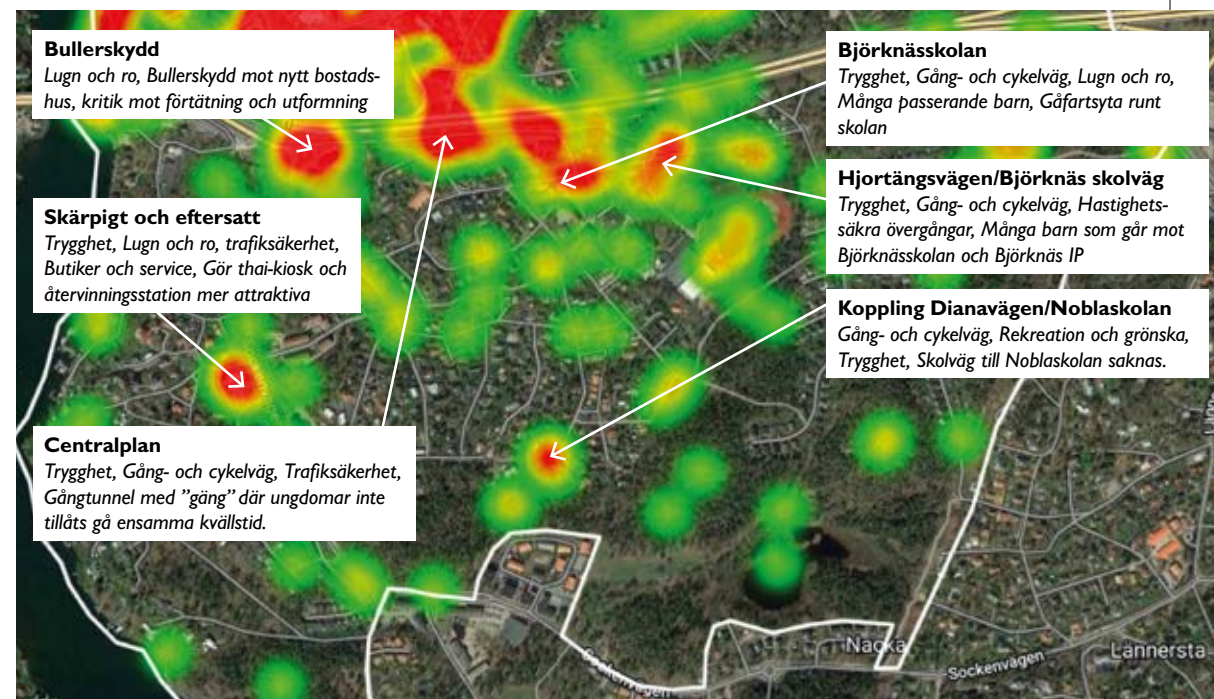 Bullerskydd
Lugn och ro, Bullerskydd mot nytt bostads-
hus, kritik mot förtätning och utformning
Björknässkolan
Trygghet, Gång- och cykelväg, Lugn och ro,
Många passerande barn, Gåfartsyta runt
skolan
Hjortängsvägen/Björknäs skolväg
Trygghet, Gång- och cykelväg, Hastighets-
säkra övergångar, Många barn som går mot
Björknässkolan och Björknäs IP
Skärpigt och eftersatt
Trygghet, Lugn och ro, trafiksäkerhet,
Butiker och service, Gör thai-kiosk och
återvinningsstation mer attraktiva
Koppling Dianavägen/Noblaskolan
Gång- och cykelväg, Rekreation och grönska,
Trygghet, Skolväg till Noblaskolan saknas.
Centralplan
Trygghet, Gång- och cykelväg, Trafiksäkerhet,
Gångtunnel med ”gäng” där ungdomar inte
tillåts gå ensamma kvällstid.
Nacka
Lännersta
Sockenvägen
Sockenvägen